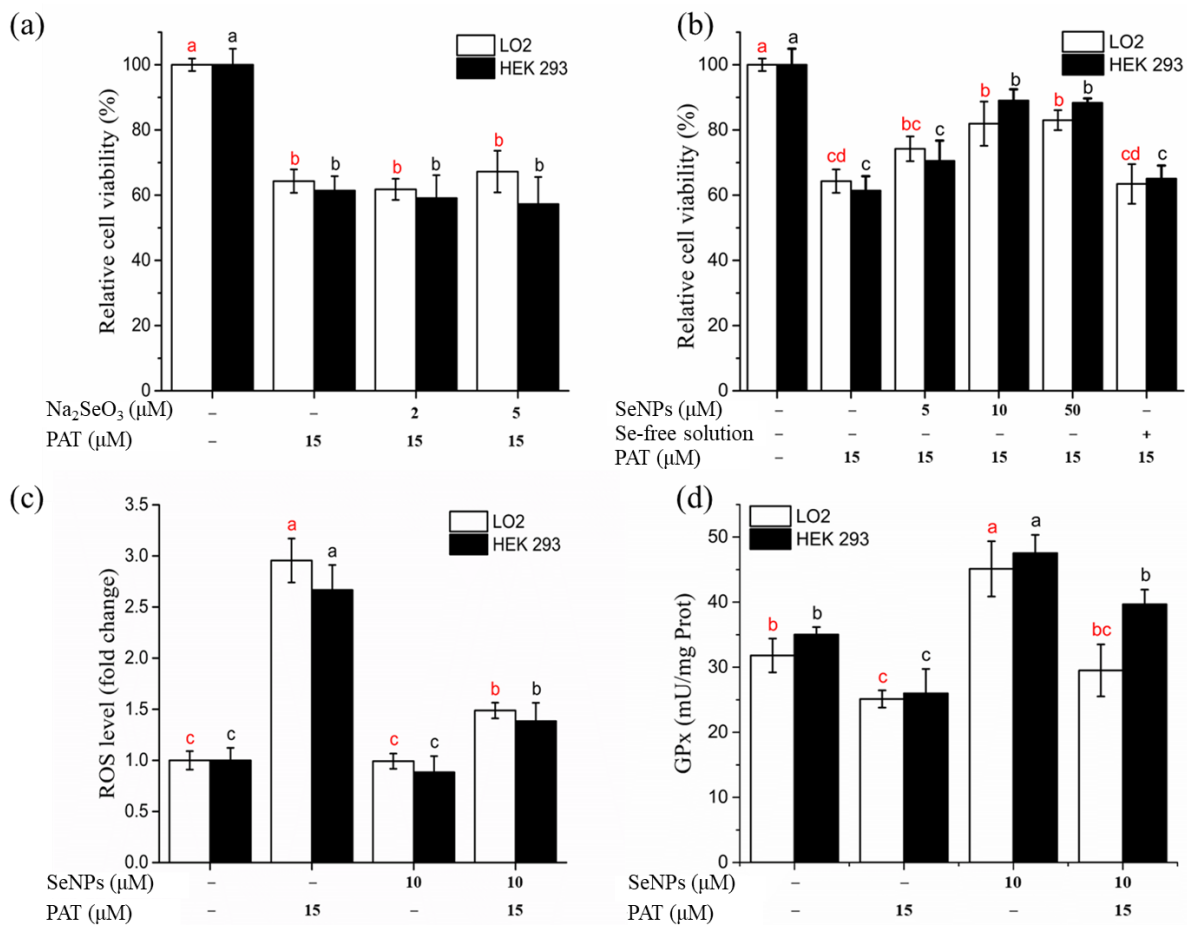 (a)
LO2
HEK 293
a a
b b b b b b
Relative cell viability (%)
100
80
60
40
20
0
Na₂SeO₃ (μM) – – 2 5
PAT (μM) – 15 15 15
(b)
LO2
HEK 293
a a
cd c bc c b b b b cd c
Relative cell viability (%)
100
80
60
40
20
0
SeNPs (μM) – – 5 10 50 –
Se-free solution – – – – – +
PAT (μM) – 15 15 15 15 15
(c)
LO2
HEK 293
c c a a c c b b
ROS level (fold change)
3.5
3.0
2.5
2.0
1.5
1.0
0.5
0.0
SeNPs (μM) – – 10 10
PAT (μM) – 15 – 15
(d)
LO2
HEK 293
b b c c a a bc b
GPx (mU/mg Prot)
50
40
30
20
10
0
SeNPs (μM) – – 10 10
PAT (μM) – 15 – 15